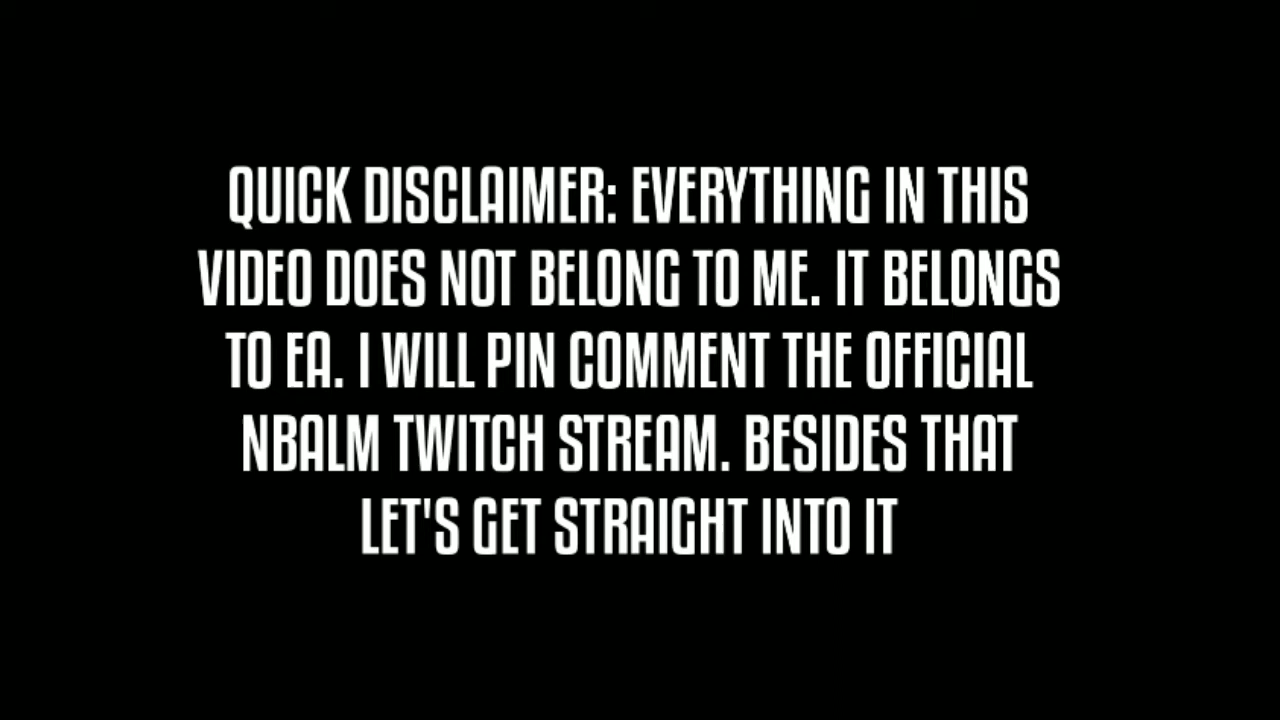 QUICK DISCLAIMER: EVERYTHING IN THIS
VIDEO DOES NOT BELONG TO ME. IT BELONGS
TO EA. I WILL PIN COMMENT THE OFFICIAL
NBALM TWITCH STREAM. BESIDES THAT
LET'S GET STRAIGHT INTO IT